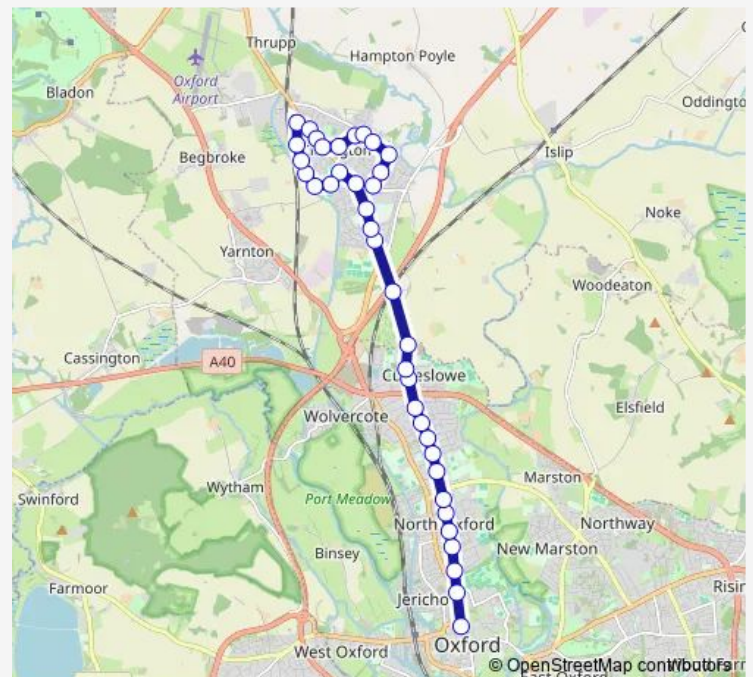 Thrupp
Hampton Poyle
Oxford
Airport
Bladon
Oddingto
Begbroke
Islip
Noke
Yarnton
Woodeaton
Cassington
A40
Wolvercote
Elsfield
Marston
Swinford
Wytham
Port Meadow
North Oxford
Northway
New Marston
Binsey
Risin
Farmoor
Jericho
West Oxford
Oxford
© OpenStreetMap contributors